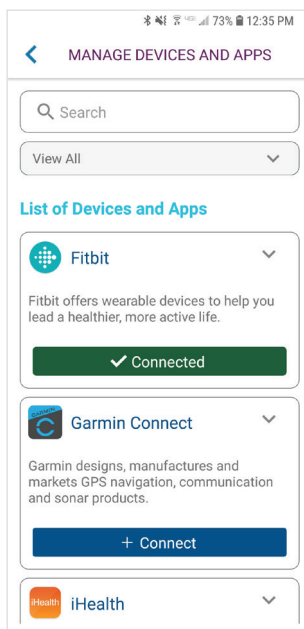 73% 12:35 PM
MANAGE DEVICES AND APPS
Search
View All
List of Devices and Apps
Fitbit
Fitbit offers wearable devices to help you
lead a healthier, more active life.
Connected
GARMIN
Garmin Connect
Garmin designs, manufactures and
markets GPS navigation, communication
and sonar products.
+ Connect
iHealth
iHealth